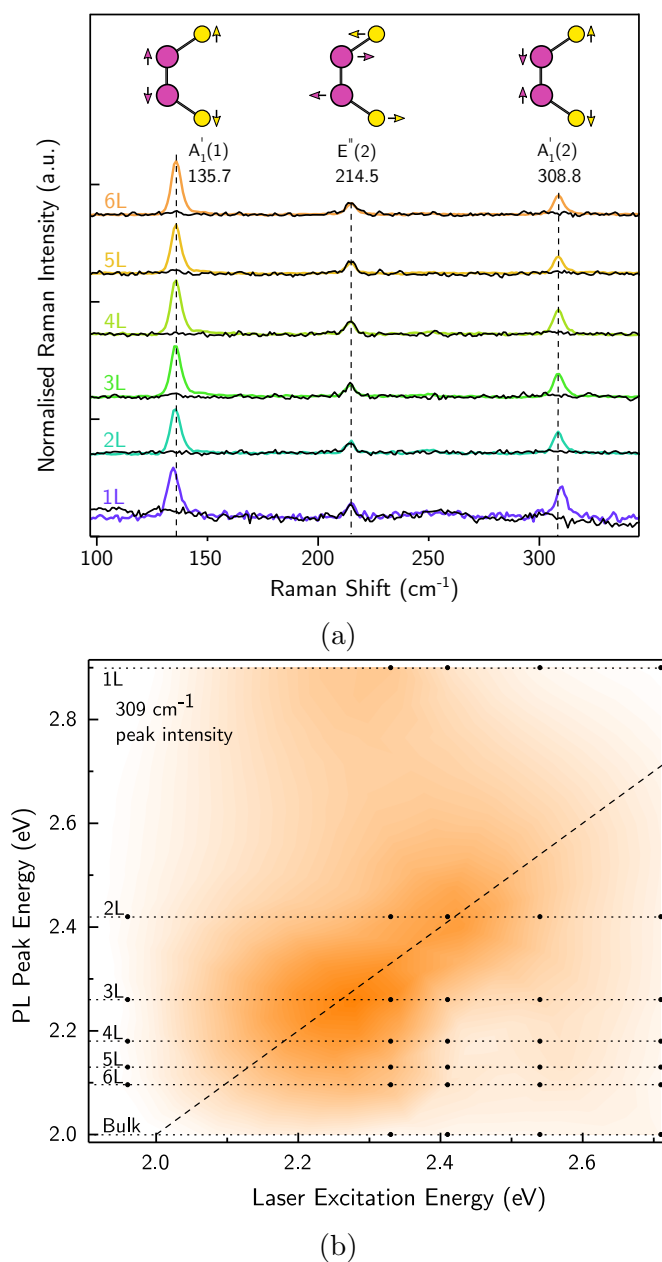 A'₁(1) E"(2) A'₁(2)
135.7 214.5 308.8
Normalised Raman Intensity (a.u.)
6L
5L
4L
3L
2L
1L
100 150 200 250 300
Raman Shift (cm⁻¹)
(a)
1L
309 cm⁻¹
peak intensity
PL Peak Energy (eV)
2.8
2.6
2L
2.4
3L
2.2
4L
5L
6L
Bulk
2.0
2.0 2.2 2.4 2.6
Laser Excitation Energy (eV)
(b)